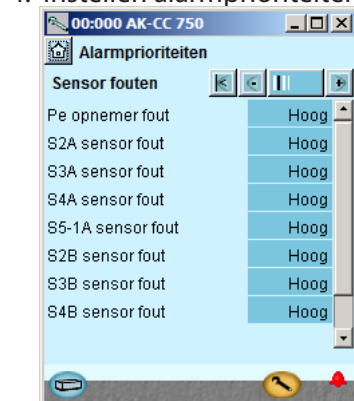 4. Instellen alarmprioriteiten
00:000 AK-CC 750
Alarmprioriteiten
Sensor fouten
Pe opnemer fout Hoog
S2A sensor fout Hoog
S3A sensor fout Hoog
S4A sensor fout Hoog
S5-1A sensor fout Hoog
S2B sensor fout Hoog
S3B sensor fout Hoog
S4B sensor fout Hoog